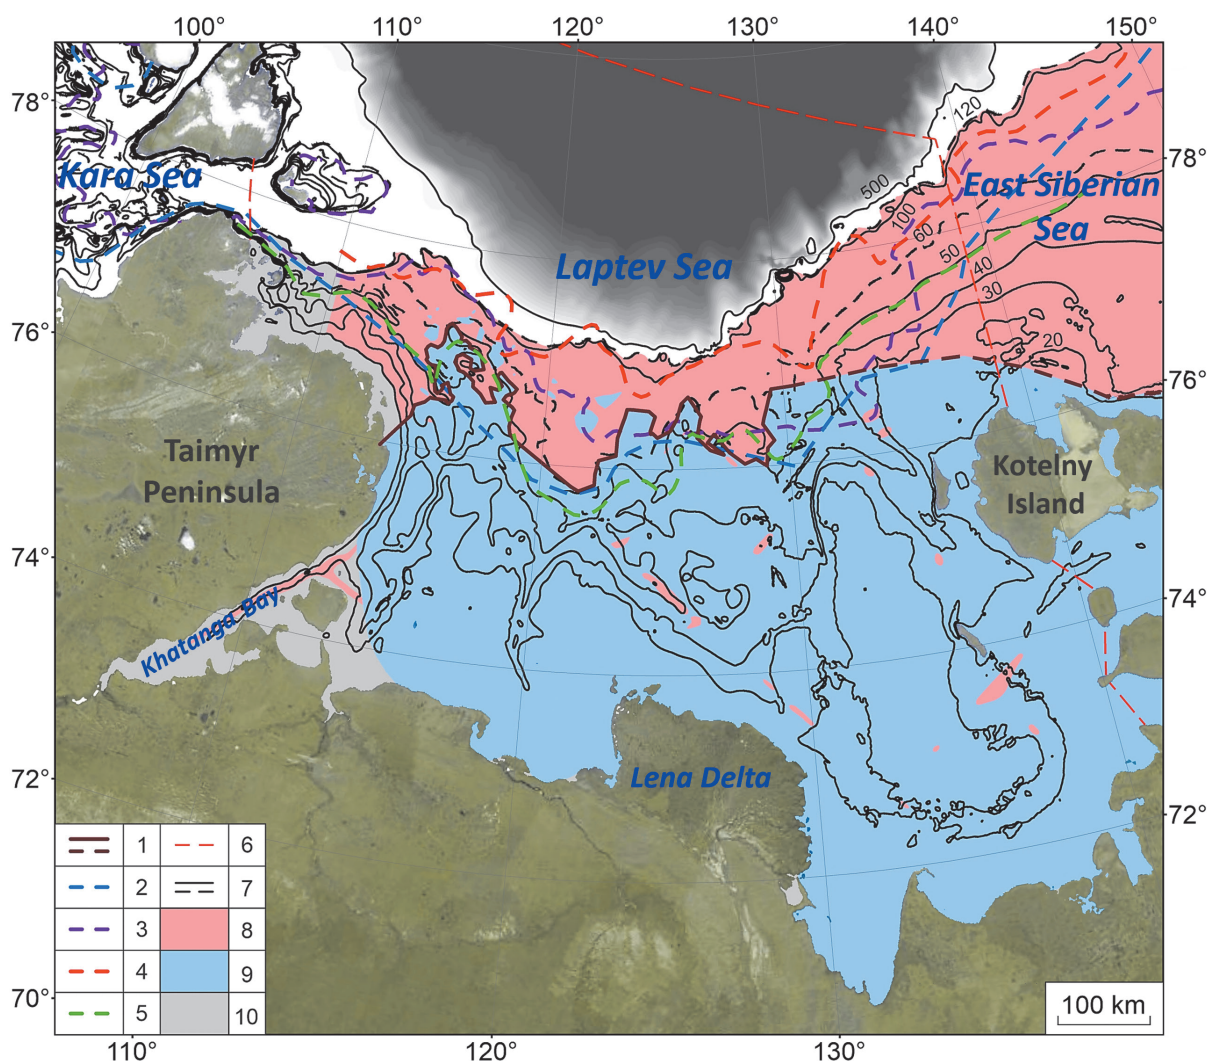 100° 110° 120° 130° 140° 150°
78°
120
78°
Kara Sea
500
East Siberian
Sea
100
60
Laptev Sea
50
40
30
76°
20
76°
Taimyr
Peninsula
Kotelny
Island
74°
74°
Khatanga Bay
72°
Lena Delta
72°
1 6
2 7
3 8
4 9
5 10
70°
100 km
110° 120° 130°